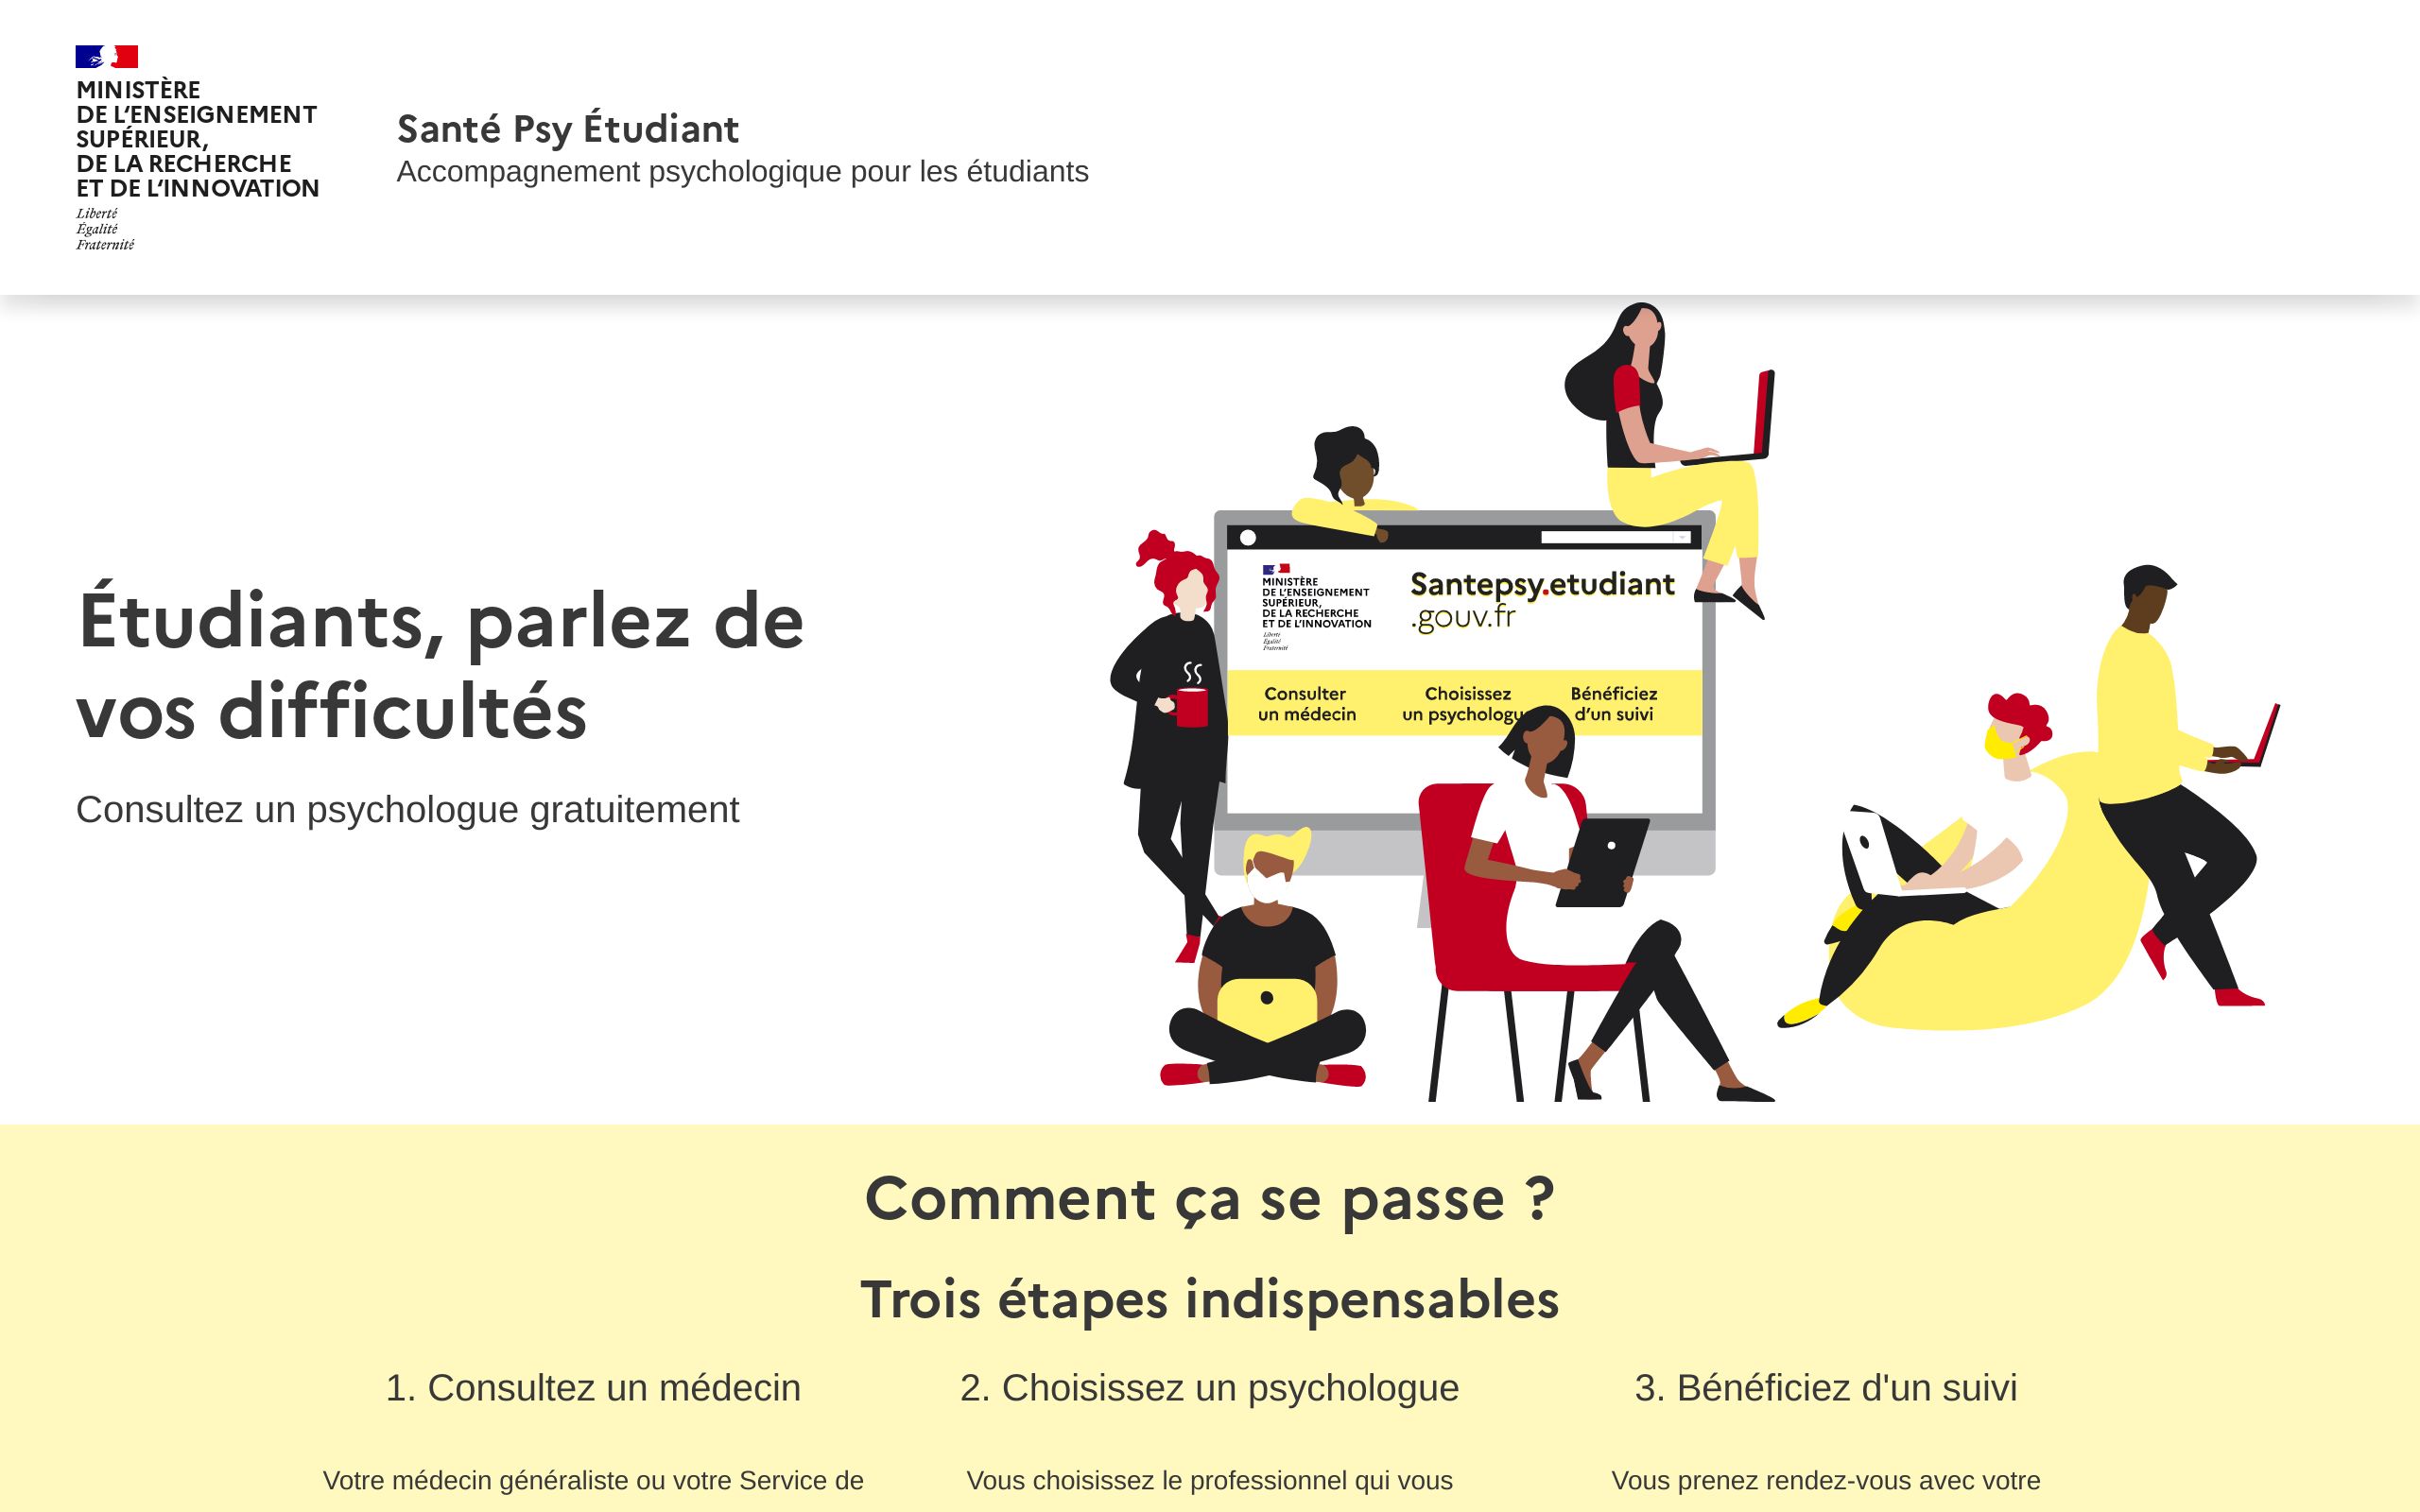 MINISTÈRE
DE L'ENSEIGNEMENT
SUPÉRIEUR,
DE LA RECHERCHE
ET DE L'INNOVATION
Liberté
Égalité
Fraternité
Santé Psy Étudiant
Accompagnement psychologique pour les étudiants
Étudiants, parlez de
vos difficultés
Consultez un psychologue gratuitement
MINISTÈRE
DE L'ENSEIGNEMENT
SUPÉRIEUR,
DE LA RECHERCHE
ET DE L'INNOVATION
Liberté
Égalité
Fraternité
Santepsy.etudiant
.gouv.fr
Consulter
un médecin
Choisissez
un psychologu
Bénéficiez
d'un suivi
Comment ça se passe ?
Trois étapes indispensables
1. Consultez un médecin
2. Choisissez un psychologue
3. Bénéficiez d'un suivi
Votre médecin généraliste ou votre Service de
Vous choisissez le professionnel qui vous
Vous prenez rendez-vous avec votre